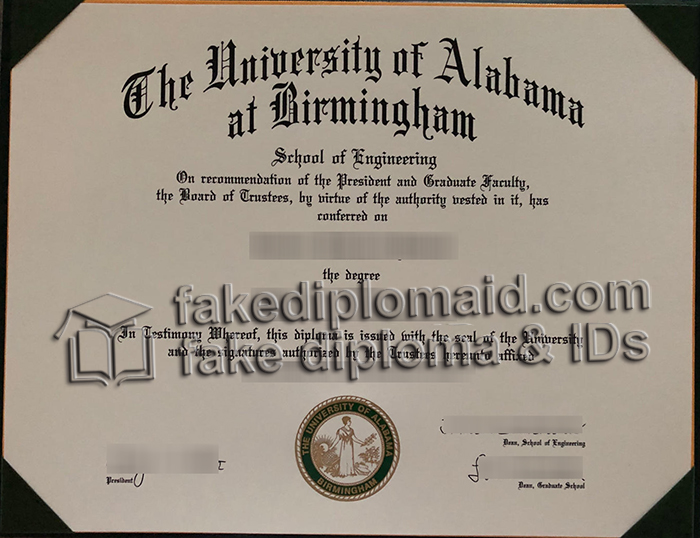 The University of Alabama
at Birmingham
School of Engineering
On recommendation of the President and Graduate Faculty,
the Board of Trustees, by virtue of the authority vested in it, has
conferred on
the degree
fakediplomaid.com
In Testimony Whereof, this diploma is issued with the seal of the University
and the signatures authorized by the Trustees hereunto affixed
fake diploma & IDs
THE UNIVERSITY OF ALABAMA
BIRMINGHAM
Dean, School of Engineering
President
Dean, Graduate School